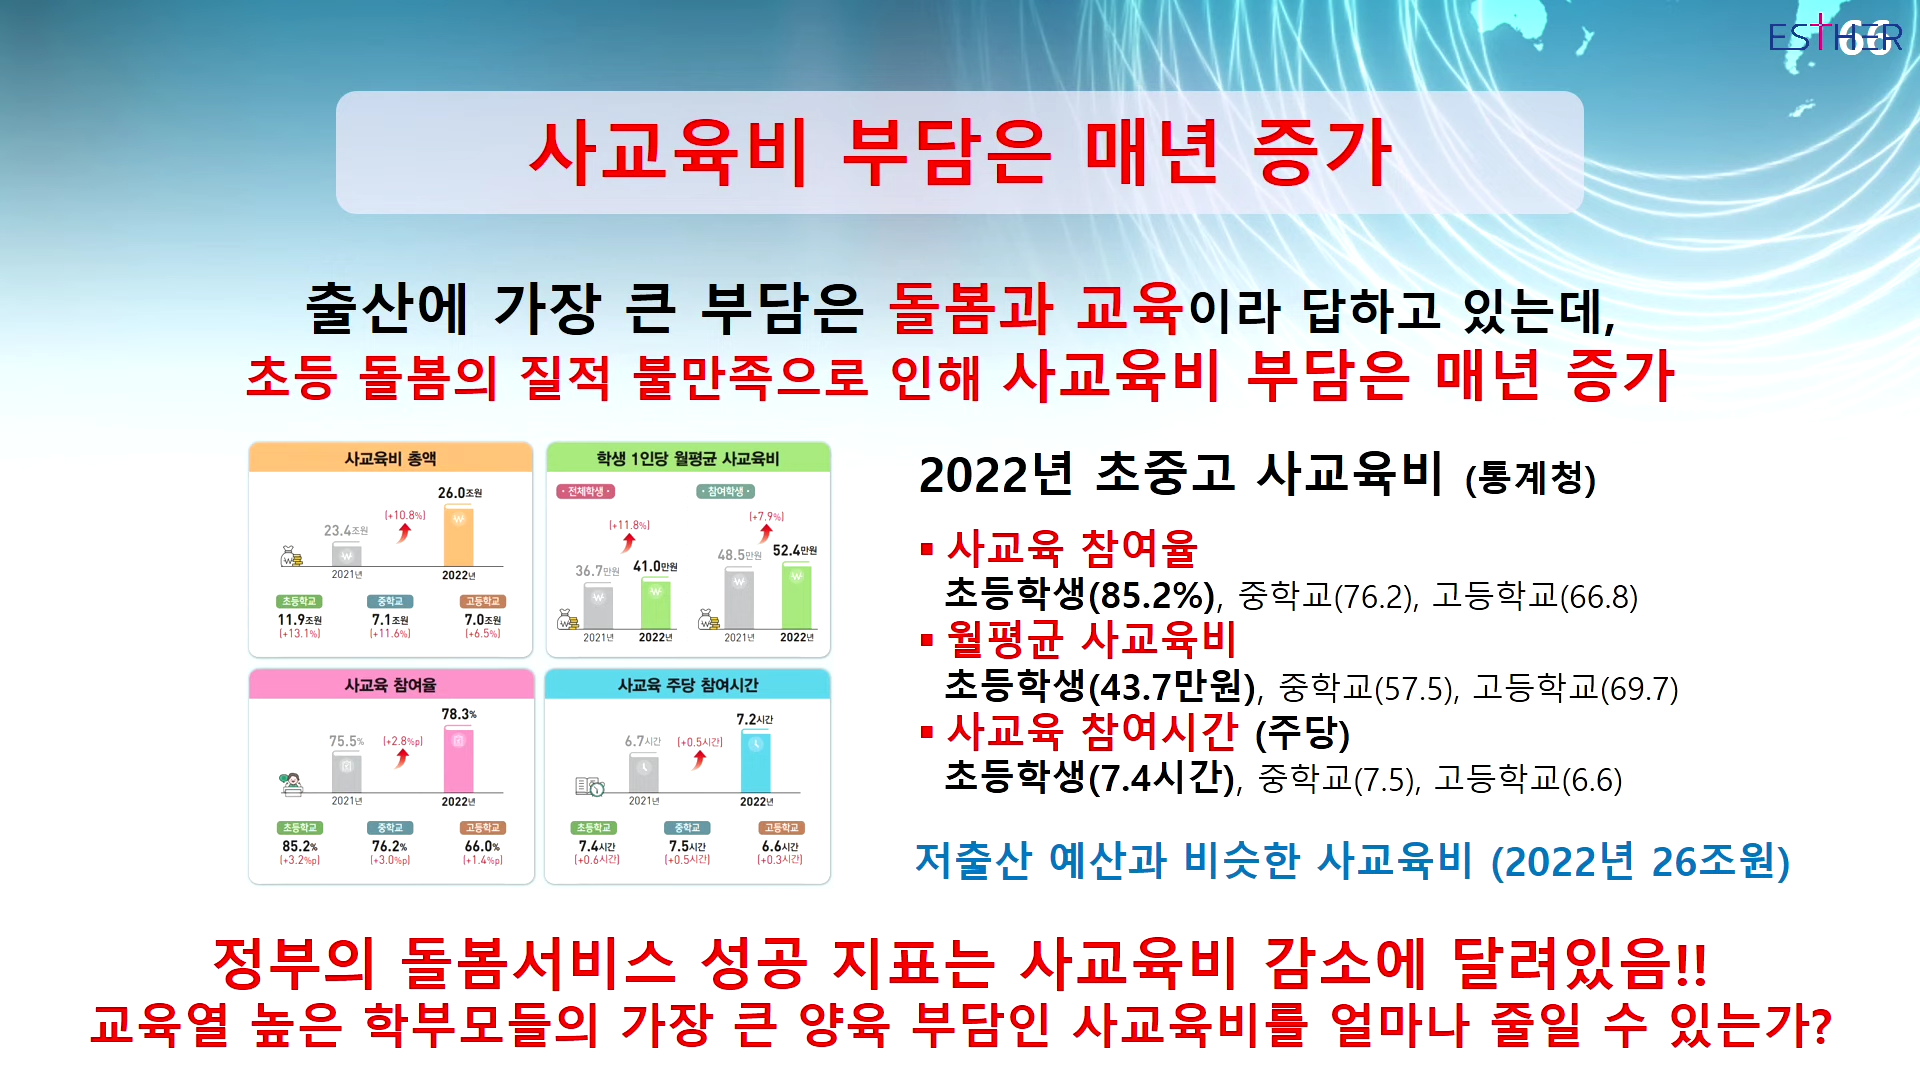 ESTHER
66
사교육비 부담은 매년 증가
출산에 가장 큰 부담은 돌봄과 교육이라 답하고 있는데,
초등 돌봄의 질적 불만족으로 인해 사교육비 부담은 매년 증가
사교육비 총액
23.4조원
(+10.8%)
26.0조원
2021년
2022년
초등학교 중학교 고등학교
11.9조원 7.1조원 7.0조원
(+13.1%) (+11.6%) (+6.5%)
학생 1인당 월평균 사교육비
• 전체학생 •
• 참여학생 •
(+11.8%)
(+7.9%)
36.7만원 41.0만원 48.5만원 52.4만원
2021년 2022년 2021년 2022년
사교육 참여율
75.5%
(+2.8%p)
78.3%
2021년
2022년
초등학교 중학교 고등학교
85.2% 76.2% 66.0%
(+3.2%p) (+3.0%p) (+1.4%p)
사교육 주당 참여시간
6.7시간
(+0.5시간)
7.2시간
2021년
2022년
초등학교 중학교 고등학교
7.4시간 7.5시간 6.6시간
(+0.6시간) (+0.5시간) (+0.3시간)
2022년 초중고 사교육비 (통계청)
▪ 사교육 참여율
초등학생(85.2%), 중학교(76.2), 고등학교(66.8)
▪ 월평균 사교육비
초등학생(43.7만원), 중학교(57.5), 고등학교(69.7)
▪ 사교육 참여시간 (주당)
초등학생(7.4시간), 중학교(7.5), 고등학교(6.6)
저출산 예산과 비슷한 사교육비 (2022년 26조원)
정부의 돌봄서비스 성공 지표는 사교육비 감소에 달려있음!!
교육열 높은 학부모들의 가장 큰 양육 부담인 사교육비를 얼마나 줄일 수 있는가?